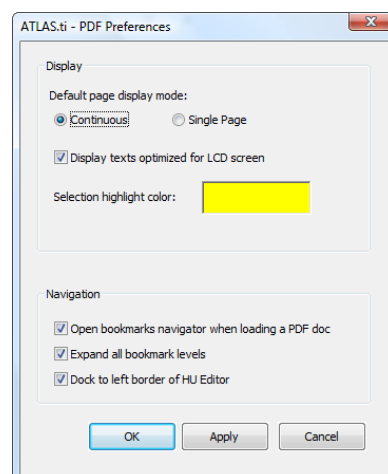 ATLAS.ti - PDF Preferences
Display
Default page display mode:
Continuous Single Page
Display texts optimized for LCD screen
Selection highlight color:
Navigation
Open bookmarks navigator when loading a PDF doc
Expand all bookmark levels
Dock to left border of HU Editor
OK Apply Cancel